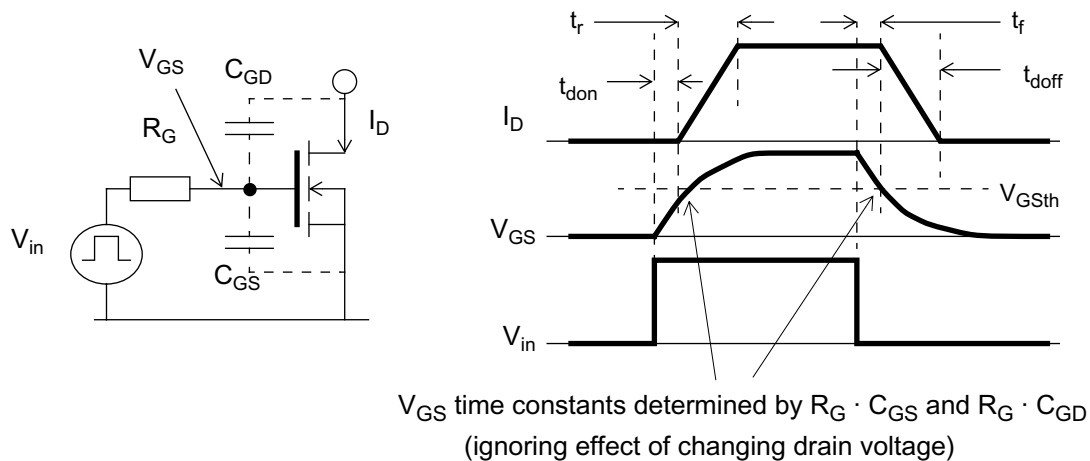 V_GS
C_GD
R_G
I_D
V_in
C_GS
t_r
t_f
t_don
t_doff
I_D
V_GSth
V_GS
V_in
V_GS time constants determined by R_G · C_GS and R_G · C_GD
(ignoring effect of changing drain voltage)